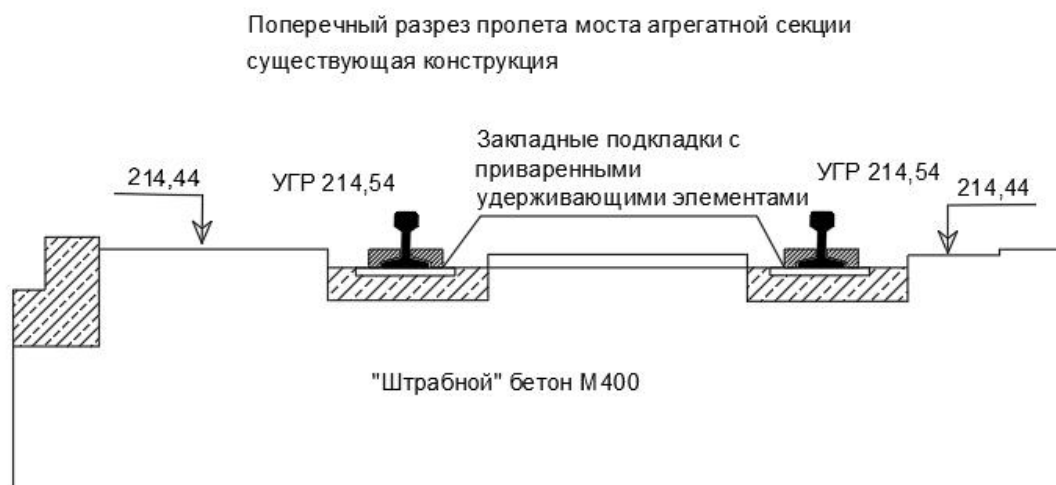 Поперечный разрез пролета моста агрегатной секции
существующая конструкция
Закладные подкладки с
приваренными
удерживающими элементами
214,44
УГР 214,54
УГР 214,54
214,44
"Штрабной" бетон М400